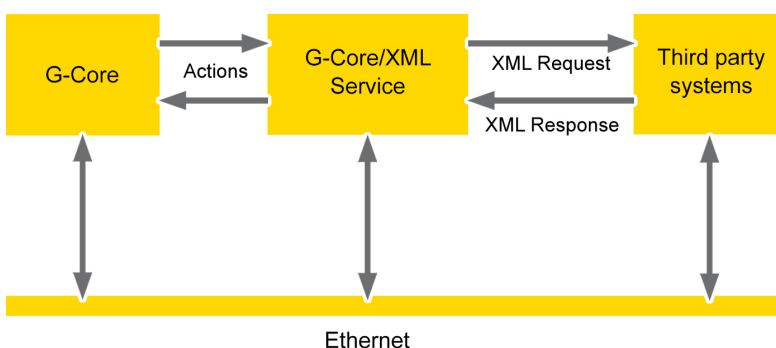 G-Core
Actions
G-Core/XML
Service
XML Request
XML Response
Third party
systems
Ethernet